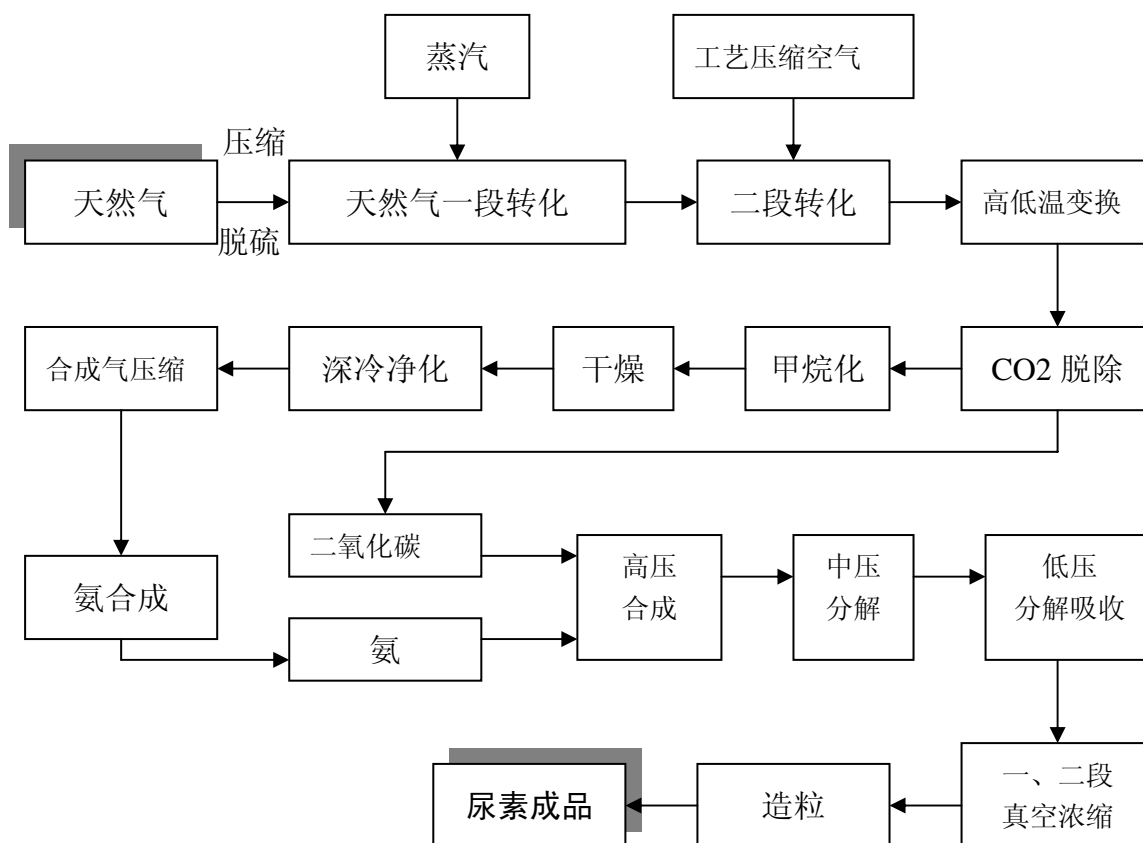 蒸汽
工艺压缩空气
压缩
天然气
脱硫
天然气一段转化
二段转化
高低温变换
合成气压缩
深冷净化
干燥
甲烷化
CO2 脱除
二氧化碳
氨合成
氨
高压
合成
中压
分解
低压
分解吸收
尿素成品
造粒
一、二段
真空浓缩